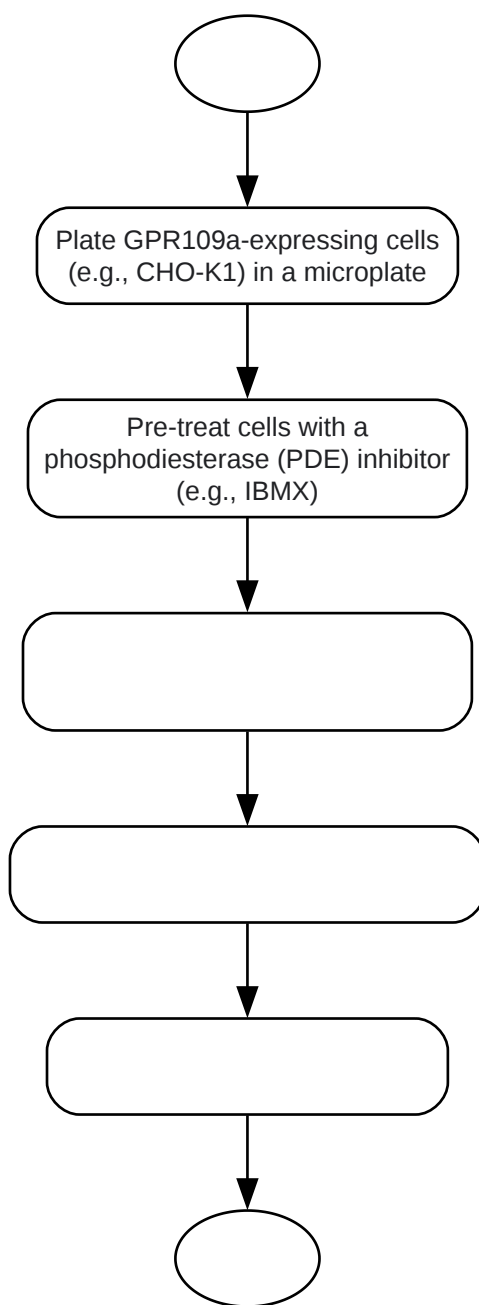 Plate GPR109a-expressing cells
(e.g., CHO-K1) in a microplate
Pre-treat cells with a
phosphodiesterase (PDE) inhibitor
(e.g., IBMX)